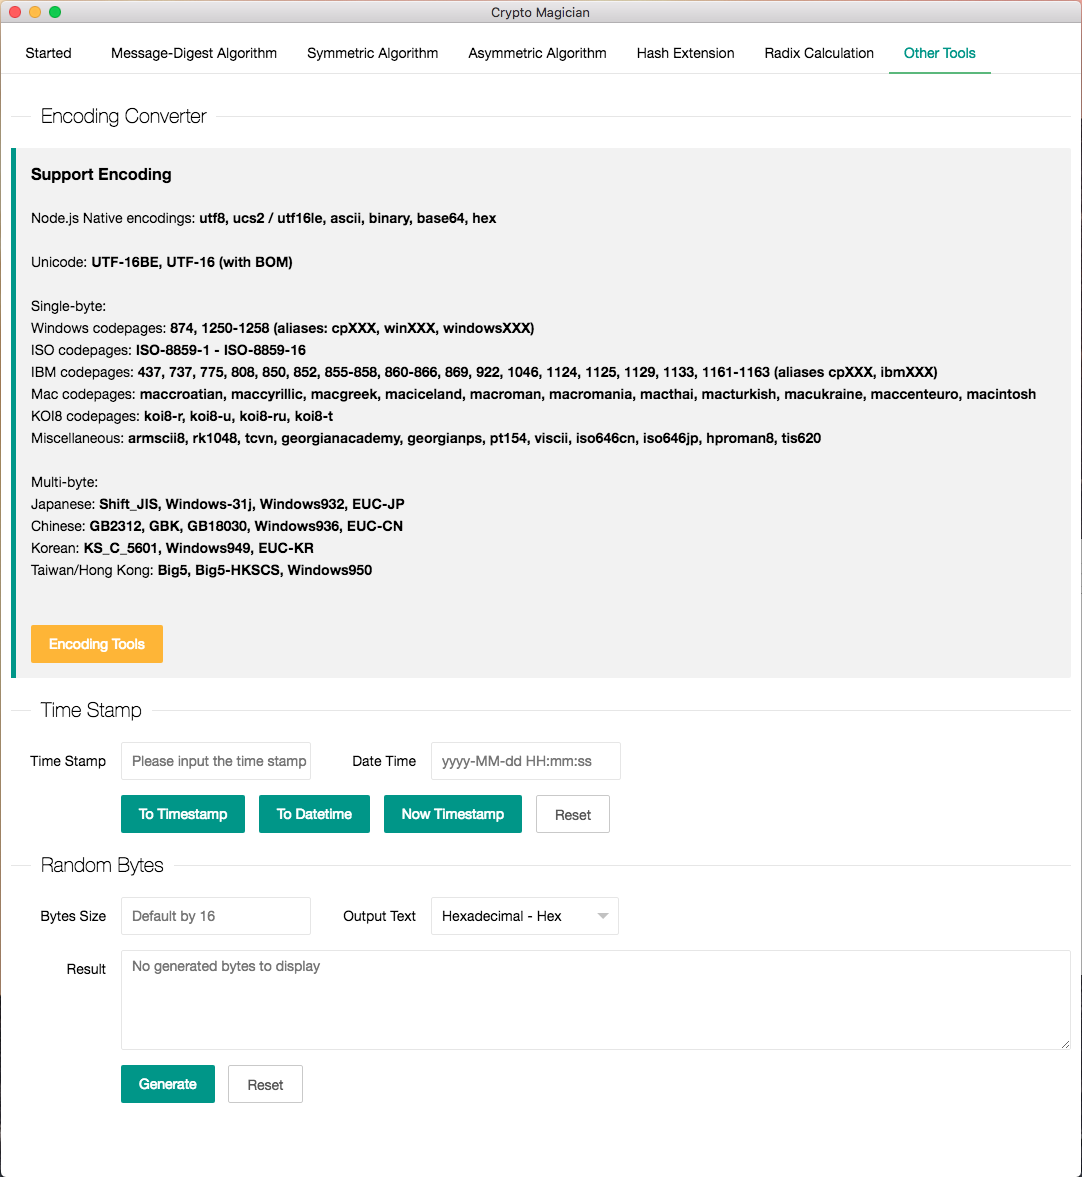 Crypto Magician
Started Message-Digest Algorithm Symmetric Algorithm Asymmetric Algorithm Hash Extension Radix Calculation Other Tools
Encoding Converter
Support Encoding
Node.js Native encodings: utf8, ucs2 / utf16le, ascii, binary, base64, hex
Unicode: UTF-16BE, UTF-16 (with BOM)
Single-byte:
Windows codepages: 874, 1250-1258 (aliases: cpXXX, winXXX, windowsXXX)
ISO codepages: ISO-8859-1 - ISO-8859-16
IBM codepages: 437, 737, 775, 808, 850, 852, 855-858, 860-866, 869, 922, 1046, 1124, 1125, 1129, 1133, 1161-1163 (aliases cpXXX, ibmXXX)
Mac codepages: maccroatian, maccyrillic, macgreek, maciceland, macroman, macromania, macthai, macturkish, macukraine, maccenteuro, macintosh
KOI8 codepages: koi8-r, koi8-u, koi8-ru, koi8-t
Miscellaneous: armscii8, rk1048, tcvn, georgianacademy, georgianps, pt154, viscii, iso646cn, iso646jp, hproman8, tis620
Multi-byte:
Japanese: Shift_JIS, Windows-31j, Windows932, EUC-JP
Chinese: GB2312, GBK, GB18030, Windows936, EUC-CN
Korean: KS_C_5601, Windows949, EUC-KR
Taiwan/Hong Kong: Big5, Big5-HKSCS, Windows950
Encoding Tools
Time Stamp
Time Stamp Please input the time stamp Date Time yyyy-MM-dd HH:mm:ss
To Timestamp To Datetime Now Timestamp Reset
Random Bytes
Bytes Size Default by 16 Output Text Hexadecimal - Hex
Result No generated bytes to display
Generate Reset